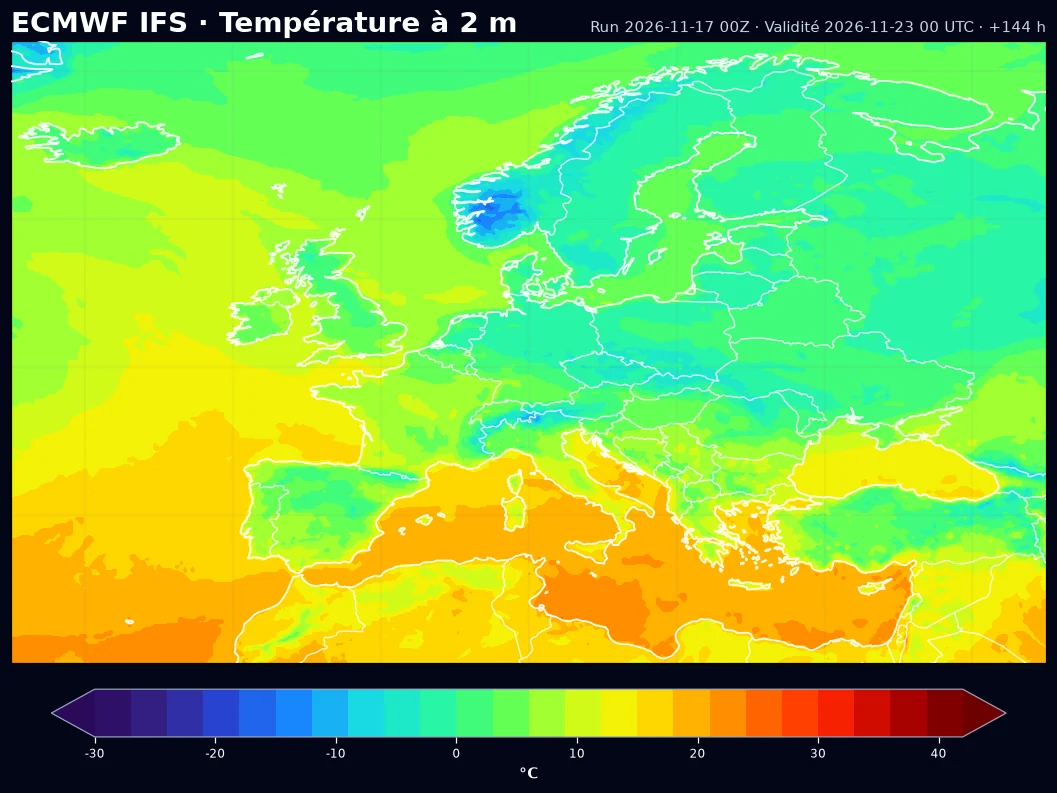 ECMWF IFS · Température à 2 m
Run 2026-11-17 00Z · Validité 2026-11-23 00 UTC · +144 h
-30 -20 -10 0 10 20 30 40
°C